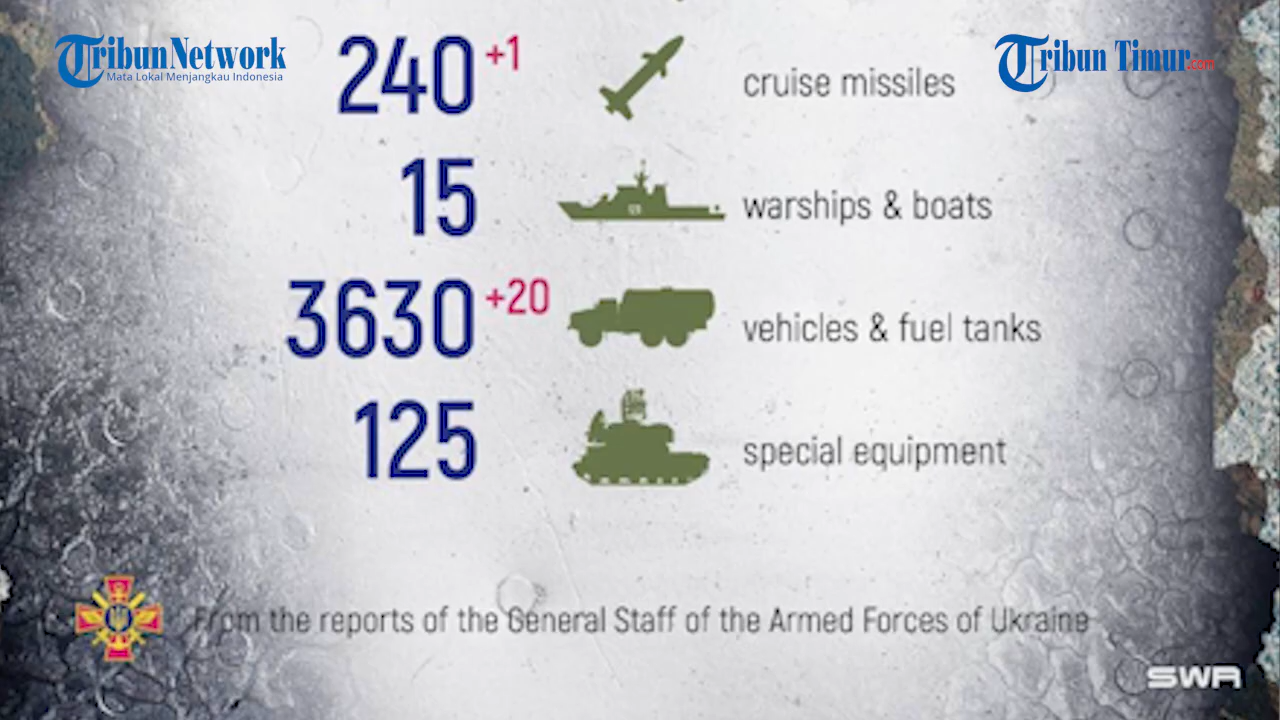 TribunNetwork
Mata Lokal Menjangkau Indonesia
Tribun Timur.com
240 +1 cruise missiles
15 warships & boats
3630 +20 vehicles & fuel tanks
125 special equipment
From the reports of the General Staff of the Armed Forces of Ukraine
SWA